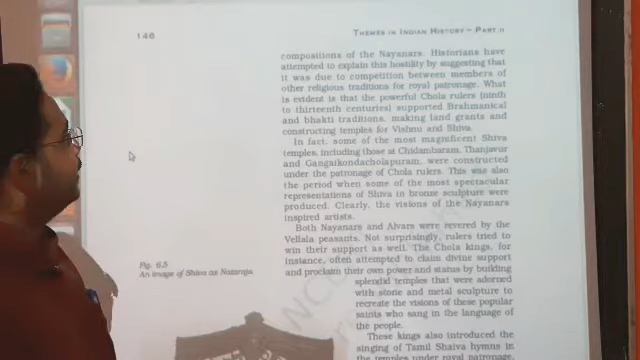 146
THEMES IN INDIAN HISTORY – PART II
compositions of the Nayanars. Historians have
attempted to explain this hostility by suggesting that
it was due to competition between members of
other religious traditions for royal patronage. What
is evident is that the powerful Chola rulers (ninth
to thirteenth centuries) supported Brahmanical
and bhakti traditions, making land grants and
constructing temples for Vishnu and Shiva.
In fact, some of the most magnificent Shiva
temples, including those at Chidambaram, Thanjavur
and Gangaikondacholapuram, were constructed
under the patronage of Chola rulers. This was also
the period when some of the most spectacular
representations of Shiva in bronze sculpture were
produced. Clearly, the visions of the Nayanars
inspired artists.
Both Nayanars and Alvars were revered by the
Vellala peasants. Not surprisingly, rulers tried to
win their support as well. The Chola kings, for
instance, often attempted to claim divine support
and proclaim their own power and status by building
splendid temples that were adorned
with stone and metal sculpture to
recreate the visions of these popular
saints who sang in the language of
the people.
These kings also introduced the
singing of Tamil Shaiva hymns in
the temples under royal patronage,
Fig. 6.5
An image of Shiva as Nataraja